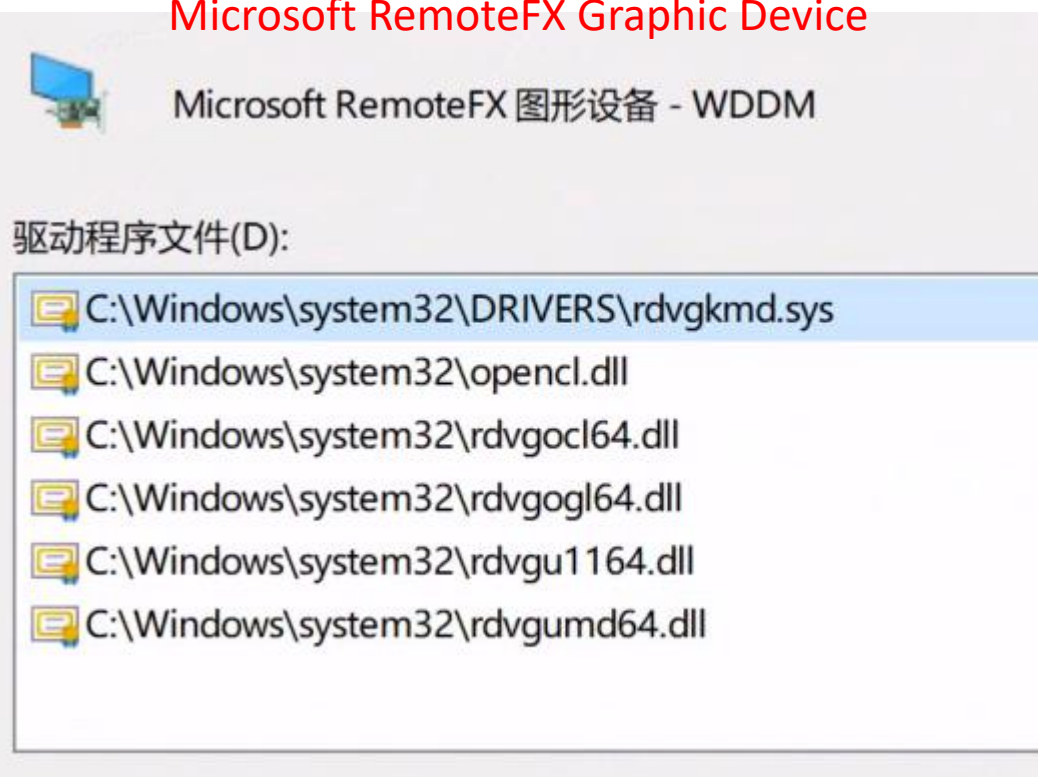 Microsoft RemoteFX Graphic Device
Microsoft RemoteFX 图形设备 - WDDM
驱动程序文件(D):
C:\Windows\system32\DRIVERS\rdvgkmd.sys
C:\Windows\system32\opencl.dll
C:\Windows\system32\rdvgocl64.dll
C:\Windows\system32\rdvgogl64.dll
C:\Windows\system32\rdvgu1164.dll
C:\Windows\system32\rdvgumd64.dll